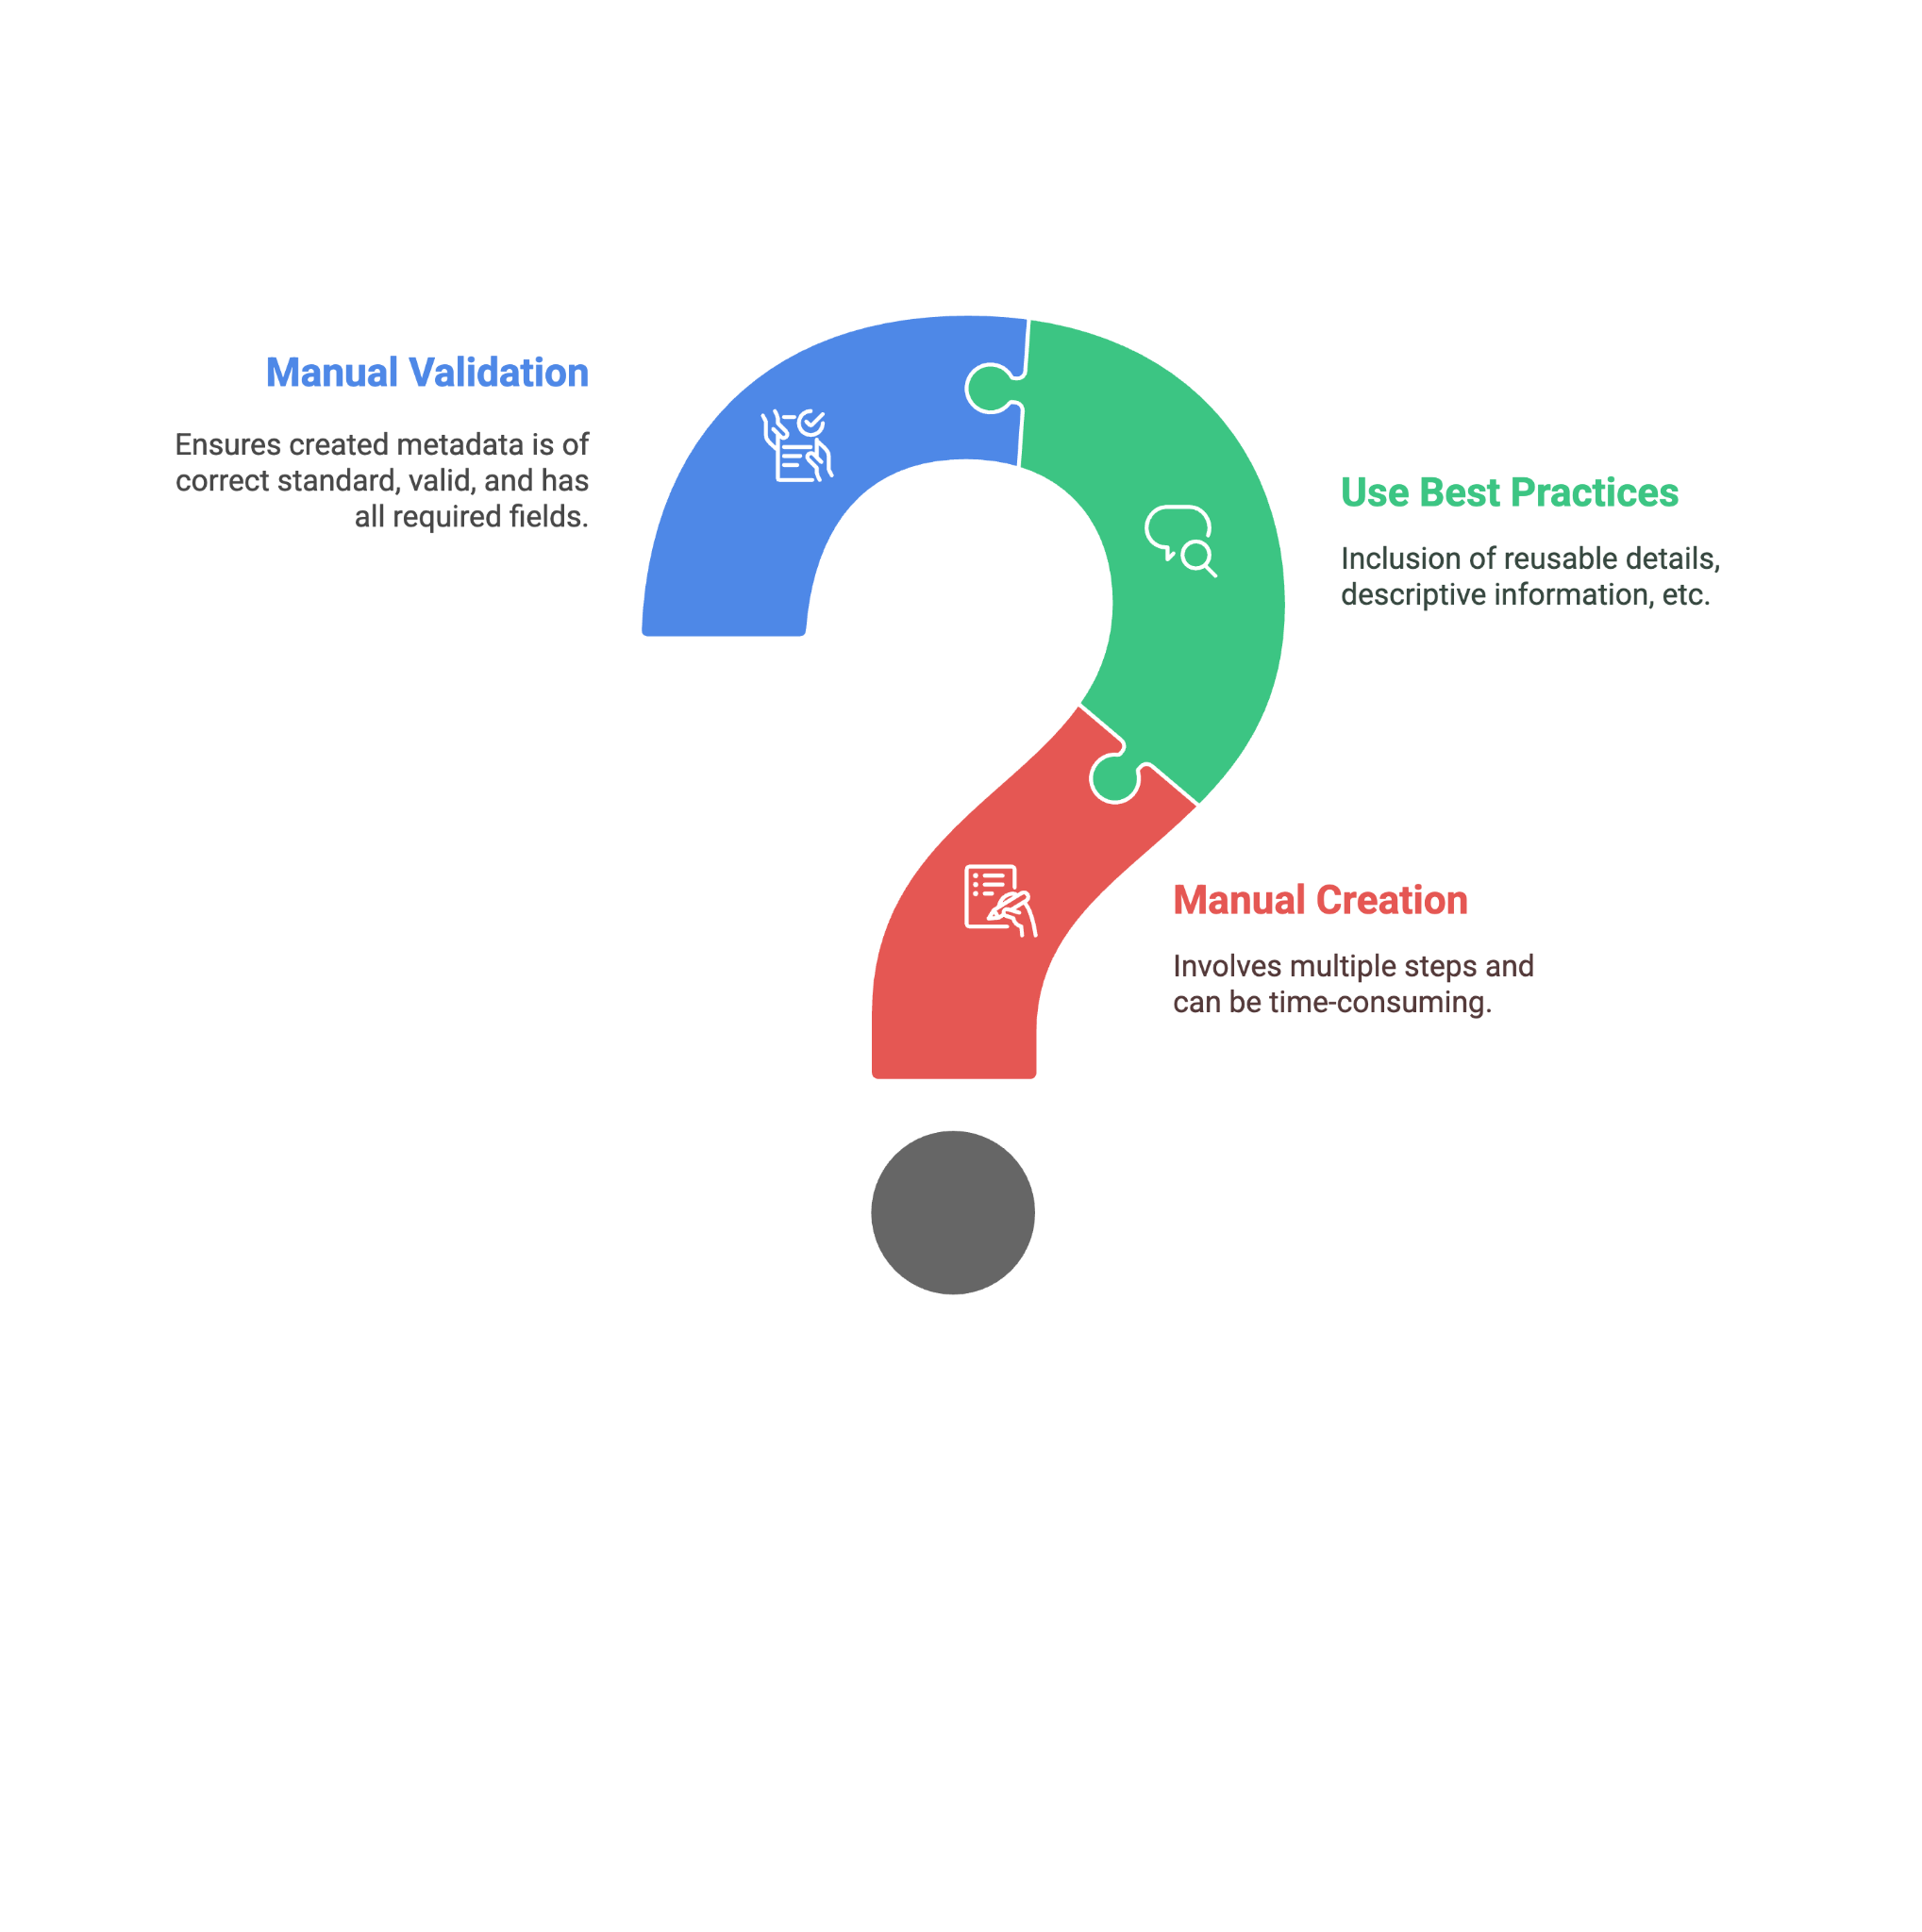 Manual Validation
Ensures created metadata is of
correct standard, valid, and has
all required fields.
Use Best Practices
Inclusion of reusable details,
descriptive information, etc.
Manual Creation
Involves multiple steps and
can be time-consuming.